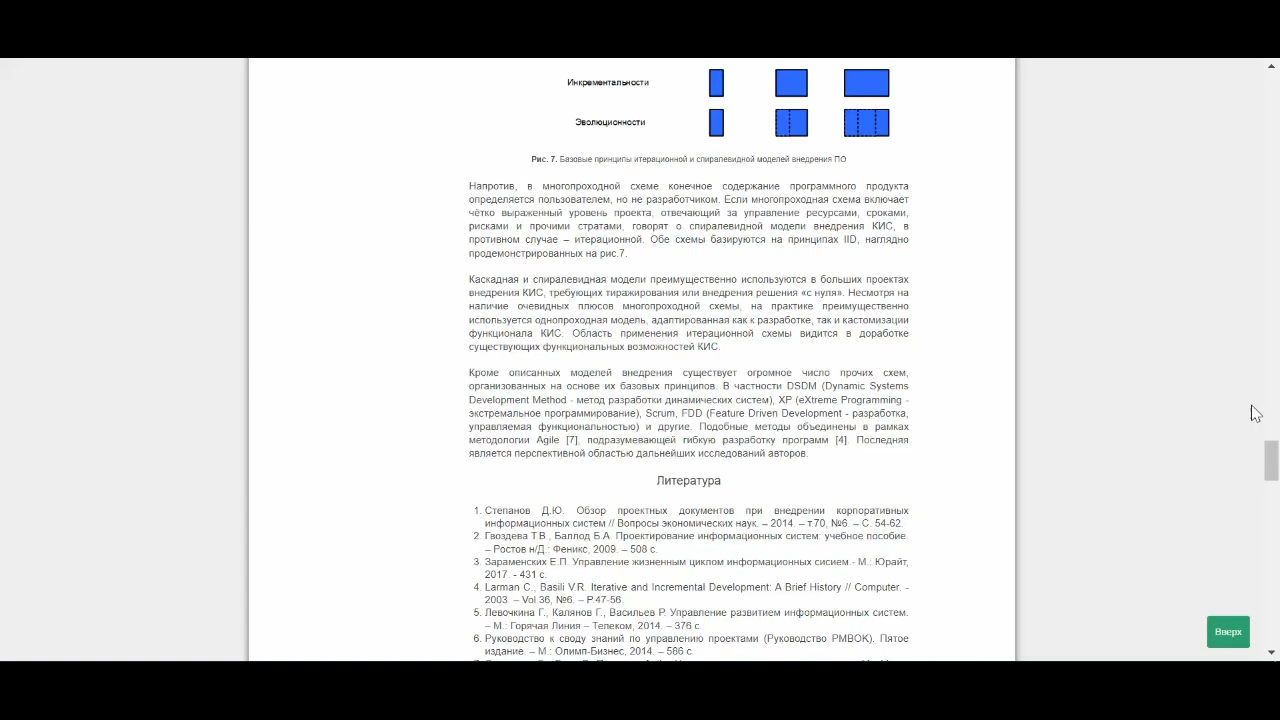 Инкрементальности
Эволюционности
Рис. 7. Базовые принципы итерационной и спиралевидной моделей внедрения ПО
Напротив, в многопроходной схеме конечное содержание программного продукта
определяется пользователем, но не разработчиком. Если многопроходная схема включает
чётко выраженный уровень проекта, отвечающий за управление ресурсами, сроками,
рисками и прочими стратами, говорят о спиралевидной модели внедрения КИС, в
противном случае – итерационной. Обе схемы базируются на принципах IID, наглядно
продемонстрированных на рис.7.
Каскадная и спиралевидная модели преимущественно используются в больших проектах
внедрения КИС, требующих тиражирования или внедрения решения «с нуля». Несмотря на
наличие очевидных плюсов многопроходной схемы, на практике преимущественно
используется однопроходная модель, адаптированная как к разработке, так и кастомизации
функционала КИС. Область применения итерационной схемы видится в доработке
существующих функциональных возможностей КИС.
Кроме описанных моделей внедрения существует огромное число прочих схем,
организованных на основе их базовых принципов. В частности DSDM (Dynamic Systems
Development Method - метод разработки динамических систем), XP (eXtreme Programming -
экстремальное программирование), Scrum, FDD (Feature Driven Development - разработка,
управляемая функциональностью) и другие. Подобные методы объединены в рамках
методологии Agile [7], подразумевающей гибкую разработку программ [4]. Последняя
является перспективной областью дальнейших исследований авторов.
Литература
1. Степанов Д.Ю. Обзор проектных документов при внедрении корпоративных
информационных систем // Вопросы экономических наук. – 2014. – т.70, №6. – С. 54-62.
2. Гвоздева Т.В., Баллод Б.А. Проектирование информационных систем: учебное пособие.
– Ростов н/Д.: Феникс, 2009. – 508 с.
3. Зараменских Е.П. Управление жизненным циклом информационных сисием.- М.: Юрайт,
2017. - 431 с.
4. Larman C., Basili V.R. Iterative and Incremental Development: A Brief History // Computer. -
2003. – Vol.36, №6. – P.47-56.
5. Левочкина Г., Калянов Г., Васильев Р. Управление развитием информационных систем.
– М.: Горячая Линия – Телеком, 2014. – 376 с.
6. Руководство к своду знаний по управлению проектами (Руководство PMBOK). Пятое
издание. – М.: Олимп-Бизнес, 2014. – 586 с.
Вверх